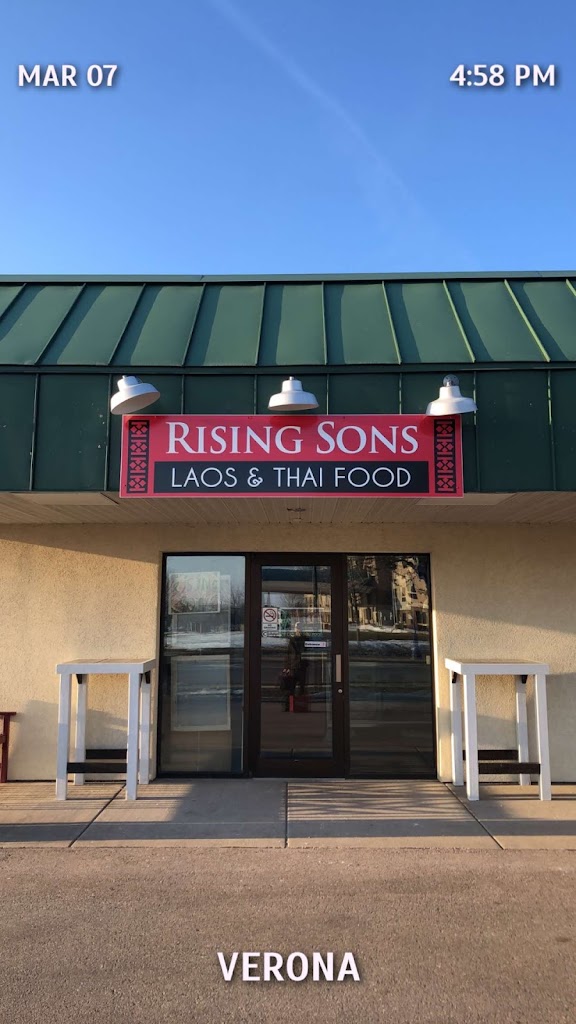 MAR 07
4:58 PM
RISING SONS
LAOS & THAI FOOD
VERONA